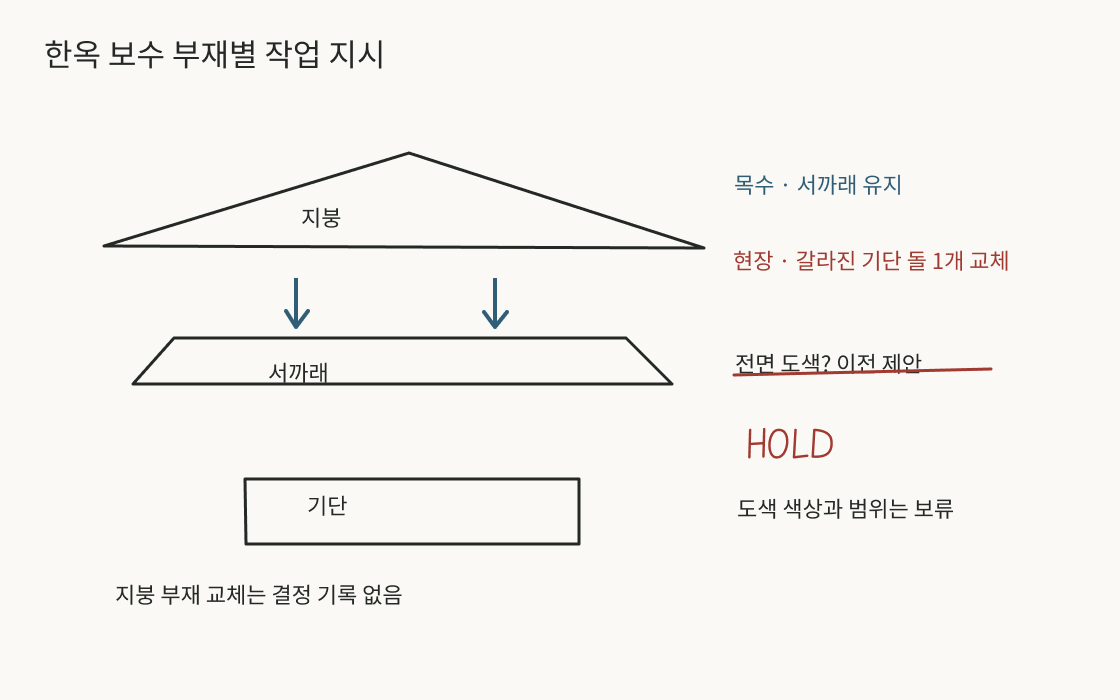 한옥 보수 부재별 작업 지시
지붕
서까래
기단
지붕 부재 교체는 결정 기록 없음
목수 · 서까래 유지
현장 · 갈라진 기단 돌 1개 교체
전면 도색? 이전 제안
HOLD
도색 색상과 범위는 보류